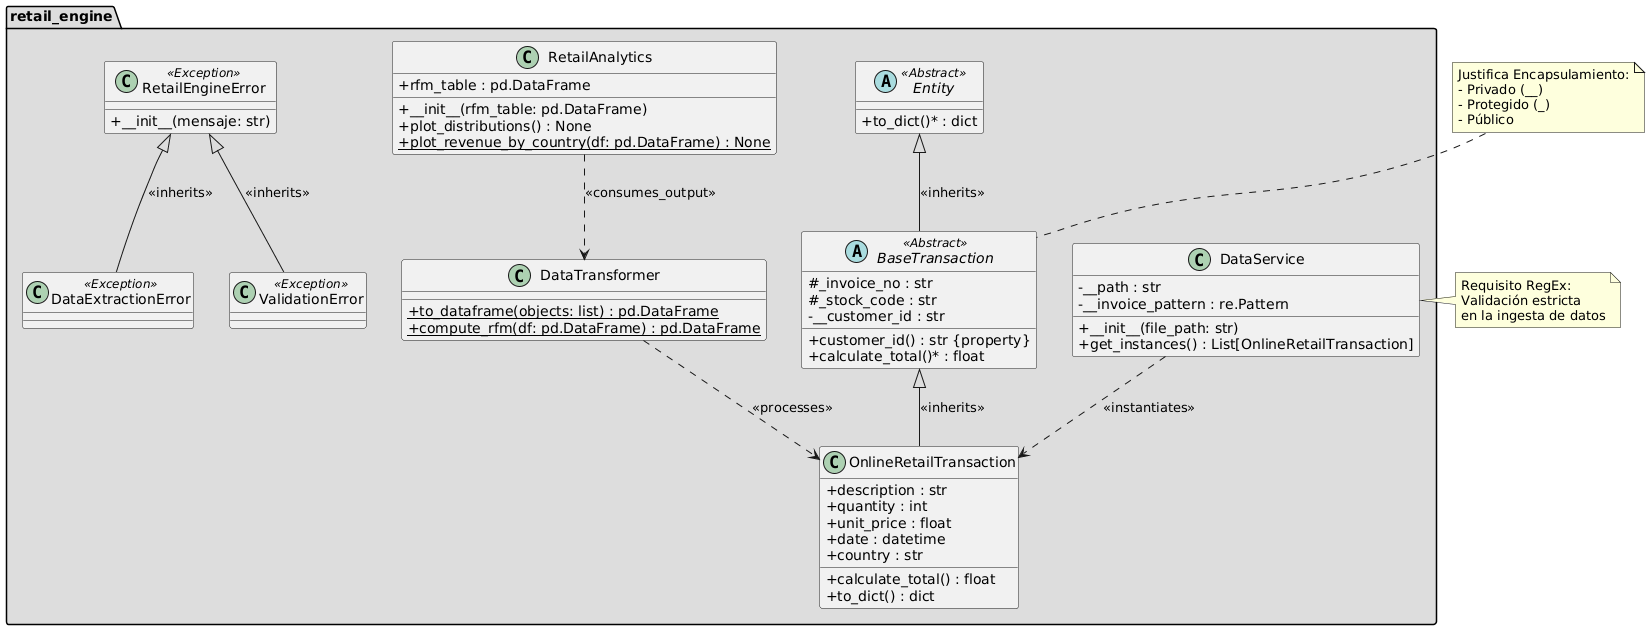 retail_engine
«Exception»
RetailEngineError
+__init__(mensaje: str)
RetailAnalytics
+rfm_table : pd.DataFrame
+__init__(rfm_table: pd.DataFrame)
+plot_distributions() : None
+plot_revenue_by_country(df: pd.DataFrame) : None
«Abstract»
Entity
+to_dict()* : dict
Justifica Encapsulamiento:
- Privado (__)
- Protegido (_)
- Público
«inherits»
«inherits»
«consumes_output»
«inherits»
«Exception»
DataExtractionError
«Exception»
ValidationError
DataTransformer
+to_dataframe(objects: list) : pd.DataFrame
+compute_rfm(df: pd.DataFrame) : pd.DataFrame
«Abstract»
BaseTransaction
#_invoice_no : str
#_stock_code : str
-__customer_id : str
+customer_id() : str {property}
+calculate_total()* : float
DataService
-__path : str
-__invoice_pattern : re.Pattern
+__init__(file_path: str)
+get_instances() : List[OnlineRetailTransaction]
Requisito RegEx:
Validación estricta
en la ingesta de datos
«processes»
«inherits»
«instantiates»
OnlineRetailTransaction
+description : str
+quantity : int
+unit_price : float
+date : datetime
+country : str
+calculate_total() : float
+to_dict() : dict